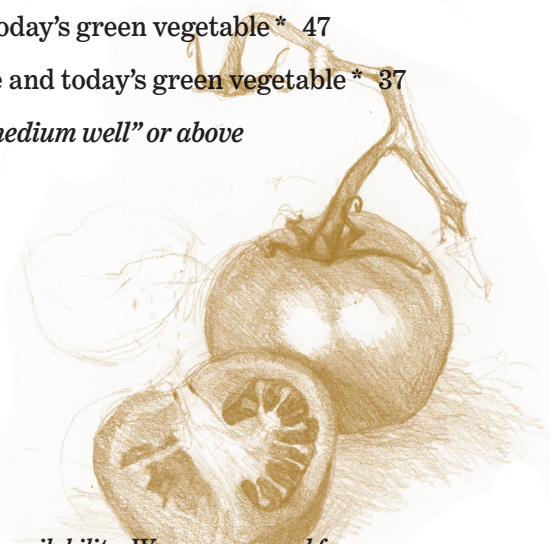 oday’s green vegetable * 47
e and today’s green vegetable * 37
nedium well” or above